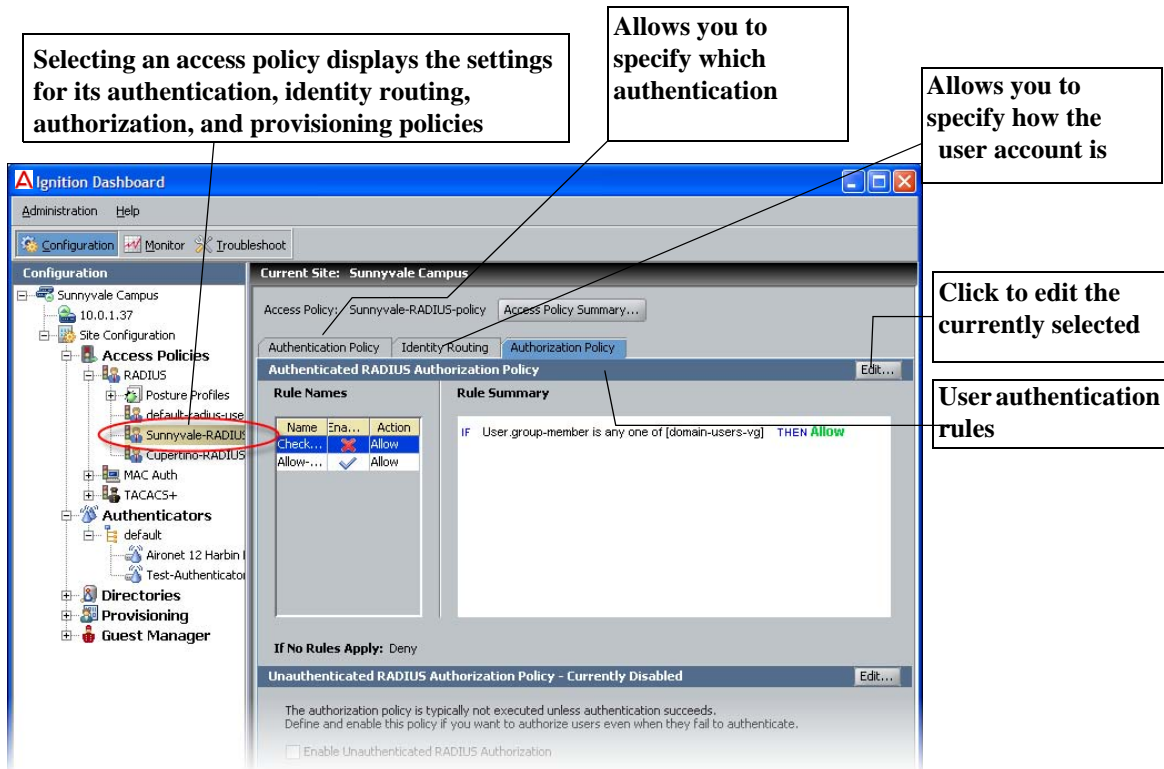 Selecting an access policy displays the settings
for its authentication, identity routing,
authorization, and provisioning policies
Allows you to
specify which
authentication
Allows you to
specify how the
user account is
Ignition Dashboard
Administration Help
Configuration Monitor Troubleshoot
Configuration
Sunnyvale Campus
10.0.1.37
Site Configuration
Access Policies
RADIUS
Posture Profiles
default-radius-use
Sunnyvale-RADIUS
Cupertino-RADIUS
MAC Auth
TACACS+
Authenticators
default
Aironet 12 Harbin
Test-Authenticator
Directories
Provisioning
Guest Manager
Current Site: Sunnyvale Campus
Access Policy: Sunnyvale-RADIUS-policy Access Policy Summary...
Authentication Policy Identity Routing Authorization Policy
Authenticated RADIUS Authorization Policy Edit...
Rule Names Rule Summary
Name Ena... Action
Check... Allow
Allow-... Allow
IF User.group-member is any one of [domain-users-vg] THEN Allow
If No Rules Apply: Deny
Unauthenticated RADIUS Authorization Policy - Currently Disabled Edit...
The authorization policy is typically not executed unless authentication succeeds.
Define and enable this policy if you want to authorize users even when they fail to authenticate.
Enable Unauthenticated RADIUS Authorization
Click to edit the
currently selected
User authentication
rules